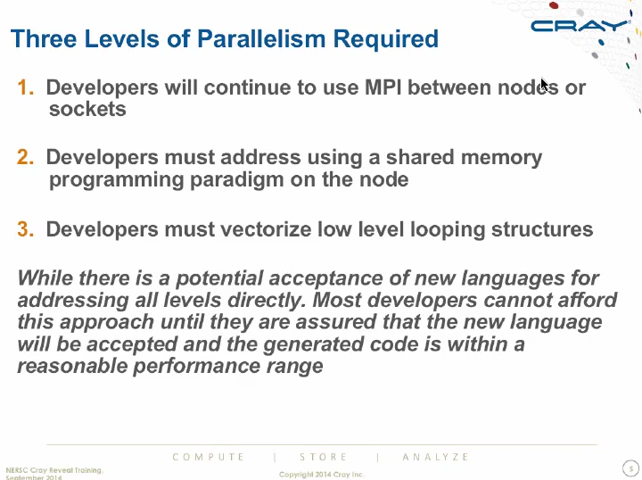 CRAY
Three Levels of Parallelism Required
1. Developers will continue to use MPI between nodes or
sockets
2. Developers must address using a shared memory
programming paradigm on the node
3. Developers must vectorize low level looping structures
While there is a potential acceptance of new languages for
addressing all levels directly. Most developers cannot afford
this approach until they are assured that the new language
will be accepted and the generated code is within a
reasonable performance range
COMPUTE | STORE | ANALYZE
NERSC Cray Reveal Training.
September 2014
Copyright 2014 Cray Inc.
5